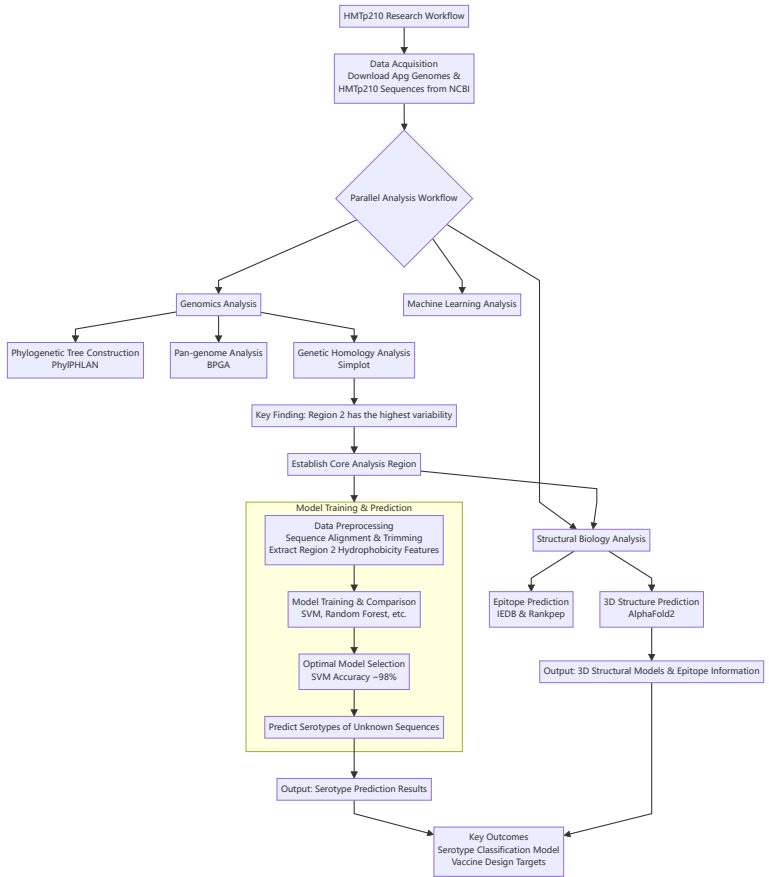 HMTp210 Research Workflow
Data Acquisition
Download Apg Genomes &
HMTp210 Sequences from NCBI
Parallel Analysis Workflow
Genomics Analysis
Machine Learning Analysis
Phylogenetic Tree Construction
PhylPHLAN
Pan-genome Analysis
BPGA
Genetic Homology Analysis
Simplot
Key Finding: Region 2 has the highest variability
Establish Core Analysis Region
Model Training & Prediction
Data Preprocessing
Sequence Alignment & Trimming
Extract Region 2 Hydrophobicity Features
Structural Biology Analysis
Model Training & Comparison
SVM, Random Forest, etc.
Epitope Prediction
IEDB & Rankpep
3D Structure Prediction
AlphaFold2
Optimal Model Selection
SVM Accuracy ~98%
Output: 3D Structural Models & Epitope Information
Predict Serotypes of Unknown Sequences
Output: Serotype Prediction Results
Key Outcomes
Serotype Classification Model
Vaccine Design Targets